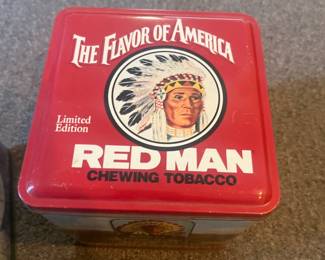 THE FLAVOR OF AMERICA
Limited
Edition
RED MAN
CHEWING TOBACCO